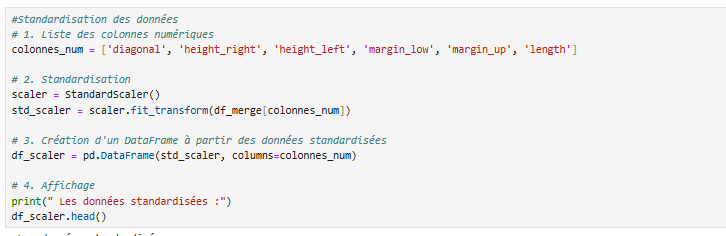 #Standardisation des données
# 1. Liste des colonnes numériques
colonnes_num = ['diagonal', 'height_right', 'height_left', 'margin_low', 'margin_up', 'length']
# 2. Standardisation
scaler = StandardScaler()
std_scaler = scaler.fit_transform(df_merge[colonnes_num])
# 3. Création d'un DataFrame à partir des données standardisées
df_scaler = pd.DataFrame(std_scaler, columns=colonnes_num)
# 4. Affichage
print(" Les données standardisées :")
df_scaler.head()